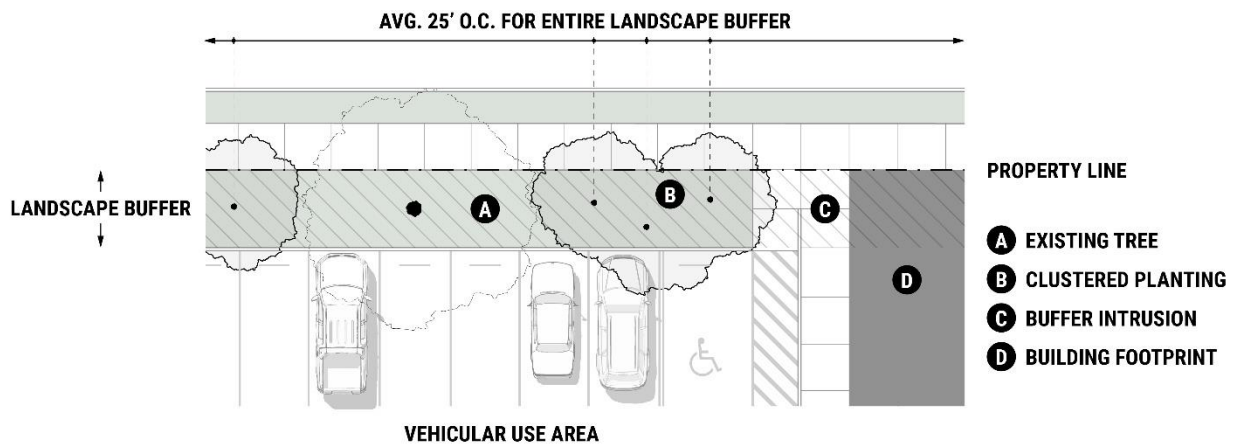 AVG. 25’ O.C. FOR ENTIRE LANDSCAPE BUFFER
PROPERTY LINE
LANDSCAPE BUFFER
A
B
C
D
A EXISTING TREE
B CLUSTERED PLANTING
C BUFFER INTRUSION
D BUILDING FOOTPRINT
VEHICULAR USE AREA